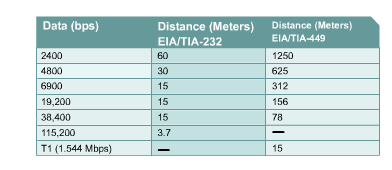 Data (bps) Distance (Meters) EIA/TIA-232 Distance (Meters) EIA/TIA-449
2400 60 1250
4800 30 625
6900 15 312
19,200 15 156
38,400 15 78
115,200 3.7 —
T1 (1.544 Mbps) — 15